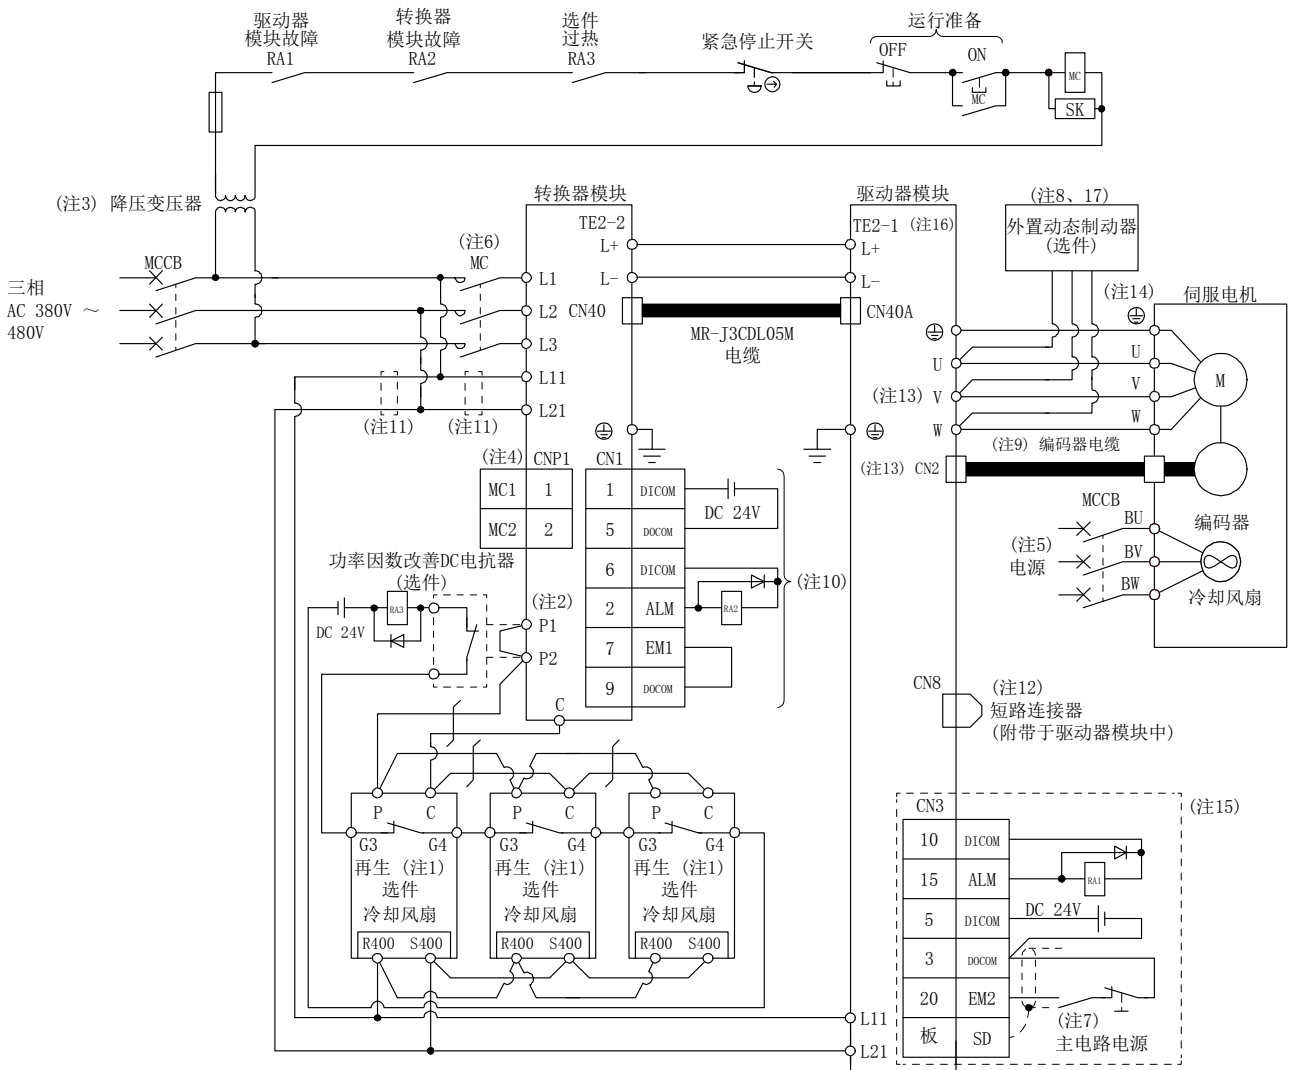 驱动器
模块故障
RA1
转换器
模块故障
RA2
选件
过热
RA3
紧急停止开关
运行准备
OFF
ON
MC
MC
SK
(注3) 降压变压器
转换器模块
驱动器模块
(注8、17)
外置动态制动器
(选件)
TE2-2
TE2-1 (注16)
L+
L+
L-
L-
三相
AC 380V ～
480V
MCCB
(注6)
MC
L1
L2
L3
L11
L21
(注11)
(注11)
CN40
CN40A
MR-J3CDL05M
电缆
(注14)
伺服电机
U
(注13) V
W
U
V
W
M
(注9) 编码器电缆
(注13) CN2
编码器
MCCB
(注5)
电源
BU
BV
BW
冷却风扇
(注4) CNP1
MC1 1
MC2 2
CN1
1 DICOM
5 DOCOM
6 DICOM
2 ALM
7 EM1
9 DOCOM
DC 24V
RA2
(注10)
功率因数改善DC电抗器
(选件)
RA3
DC 24V
(注2)
P1
P2
C
CN8
(注12)
短路连接器
(附带于驱动器模块中)
P C
P C
P C
G3 G4
G3 G4
G3 G4
再生 (注1)
选件
冷却风扇
R400 S400
再生 (注1)
选件
冷却风扇
R400 S400
再生 (注1)
选件
冷却风扇
R400 S400
L11
L21
(注15)
CN3
10 DICOM
15 ALM
5 DICOM
3 DOCOM
20 EM2
板 SD
RA1
DC 24V
(注7)
主电路电源